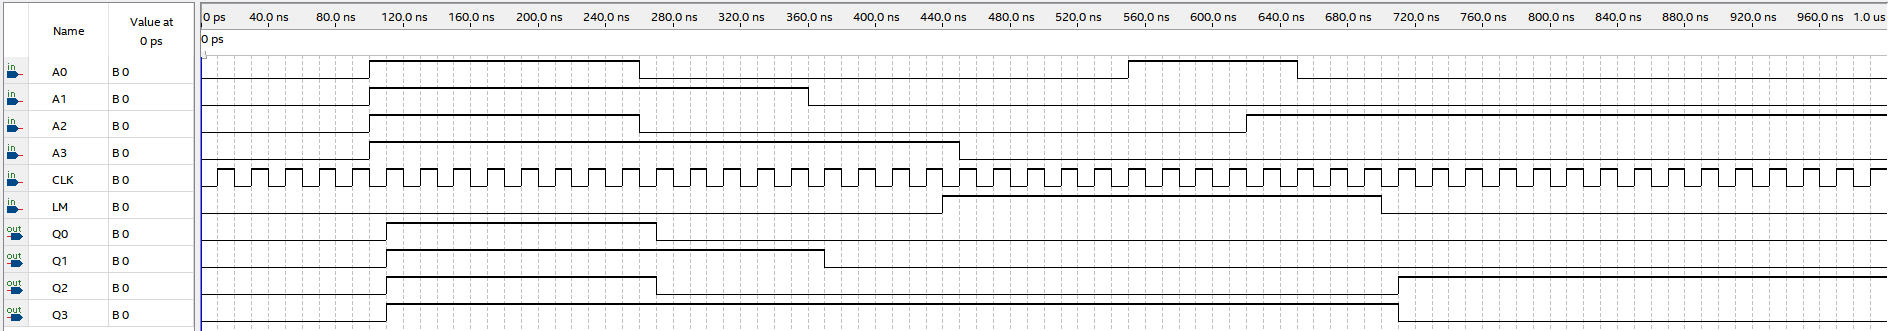 Name
Value at
0 ps
0 ps 40.0 ns 80.0 ns 120.0 ns 160.0 ns 200.0 ns 240.0 ns 280.0 ns 320.0 ns 360.0 ns 400.0 ns 440.0 ns 480.0 ns 520.0 ns 560.0 ns 600.0 ns 640.0 ns 680.0 ns 720.0 ns 760.0 ns 800.0 ns 840.0 ns 880.0 ns 920.0 ns 960.0 ns 1.0 us
0 ps
in A0 B 0
in A1 B 0
in A2 B 0
in A3 B 0
in CLK B 0
in LM B 0
out Q0 B 0
out Q1 B 0
out Q2 B 0
out Q3 B 0